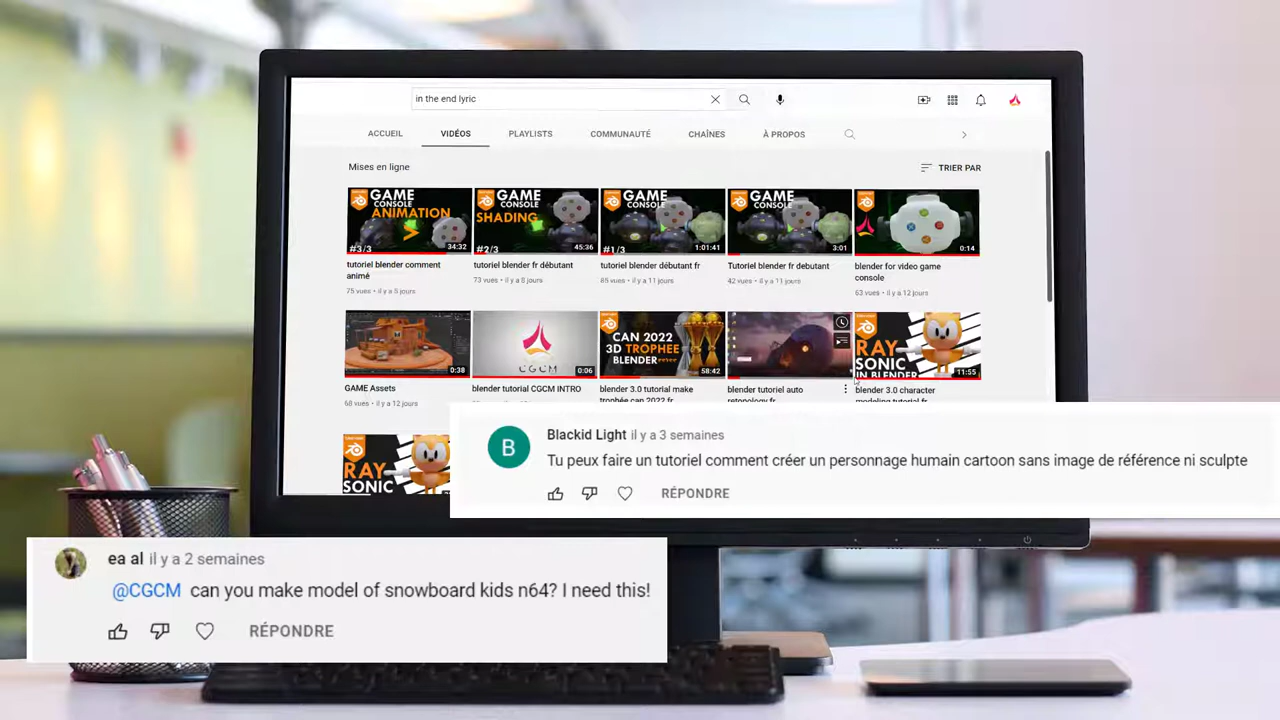 in the end lyric
ACCUEIL VIDÉOS PLAYLISTS COMMUNAUTÉ CHAÎNES À PROPOS
Mises en ligne TRIER PAR
GAME CONSOLE ANIMATION #3/3 34:32
GAME CONSOLE SHADING #2/3 45:36
GAME CONSOLE #1/3 1:01:41
GAME CONSOLE 3:01
0:14
tutoriel blender comment animé
75 vues • il y a 5 jours
tutoriel blender fr débutant
73 vues • il y a 8 jours
tutoriel blender débutant fr
85 vues • il y a 11 jours
Tutoriel blender fr debutant
42 vues • il y a 11 jours
blender for video game console
63 vues • il y a 12 jours
0:38
CGCM 0:06
CAN 2022 3D TROPHEE BLENDER 58:42
RAY SONIC IN BLENDER 11:55
GAME Assets
68 vues • il y a 12 jours
blender tutorial CGCM INTRO
blender 3.0 tutorial make
trophée can 2022 fr
blender tutoriel auto
retopology fr
blender 3.0 character
modeling tutorial fr
RAY SONIC
B
Blackid Light il y a 3 semaines
Tu peux faire un tutoriel comment créer un personnage humain cartoon sans image de référence ni sculpte
RÉPONDRE
ea al il y a 2 semaines
@CGCM can you make model of snowboard kids n64? I need this!
RÉPONDRE